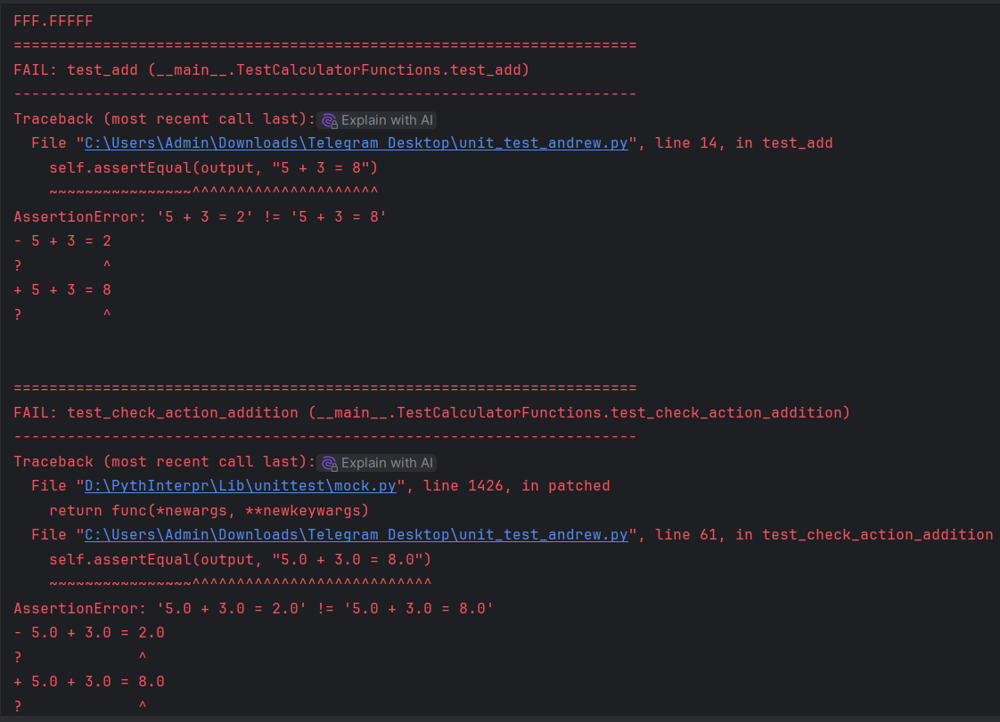 FFF.FFFFF
======================================================================
FAIL: test_add (__main__.TestCalculatorFunctions.test_add)
----------------------------------------------------------------------
Traceback (most recent call last): Explain with AI
  File "C:\Users\Admin\Downloads\Telegram Desktop\unit_test_andrew.py", line 14, in test_add
    self.assertEqual(output, "5 + 3 = 8")
    ~~~~~~~~~~~~~~~~^^^^^^^^^^^^^^^^^^^^^
AssertionError: '5 + 3 = 2' != '5 + 3 = 8'
- 5 + 3 = 2
?         ^
+ 5 + 3 = 8
?         ^
======================================================================
FAIL: test_check_action_addition (__main__.TestCalculatorFunctions.test_check_action_addition)
----------------------------------------------------------------------
Traceback (most recent call last): Explain with AI
  File "D:\PythInterpr\Lib\unittest\mock.py", line 1426, in patched
    return func(*newargs, **newkeywargs)
  File "C:\Users\Admin\Downloads\Telegram Desktop\unit_test_andrew.py", line 61, in test_check_action_addition
    self.assertEqual(output, "5.0 + 3.0 = 8.0")
    ~~~~~~~~~~~~~~~~^^^^^^^^^^^^^^^^^^^^^^^^^^^
AssertionError: '5.0 + 3.0 = 2.0' != '5.0 + 3.0 = 8.0'
- 5.0 + 3.0 = 2.0
?             ^
+ 5.0 + 3.0 = 8.0
?             ^